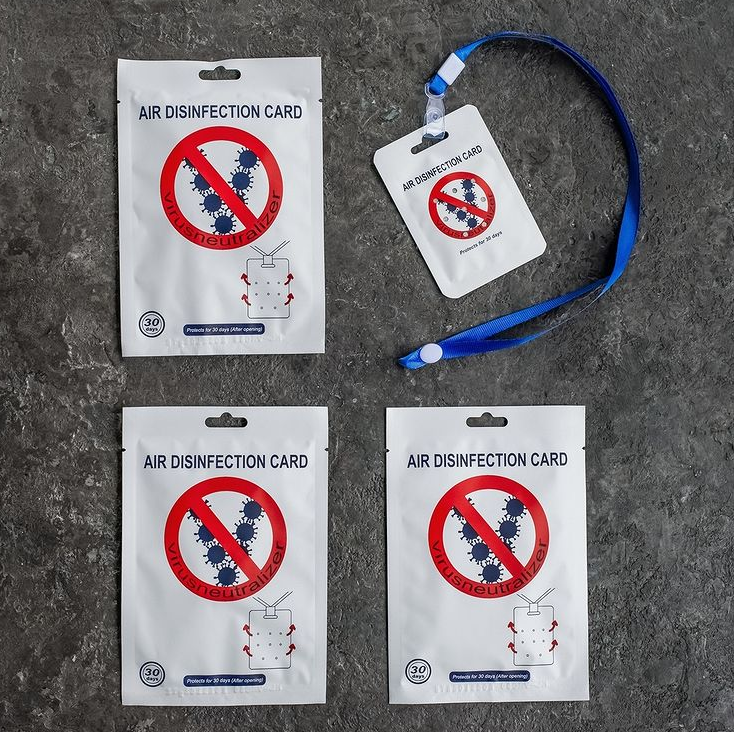 AIR DISINFECTION CARD
virusneutralizer
30
days
Protects for 30 days (After opening)
AIR DISINFECTION CARD
Protects for 30 days
AIR DISINFECTION CARD
virusneutralizer
30
days
Protects for 30 days (After opening)
AIR DISINFECTION CARD
virusneutralizer
30
days
Protects for 30 days (After opening)